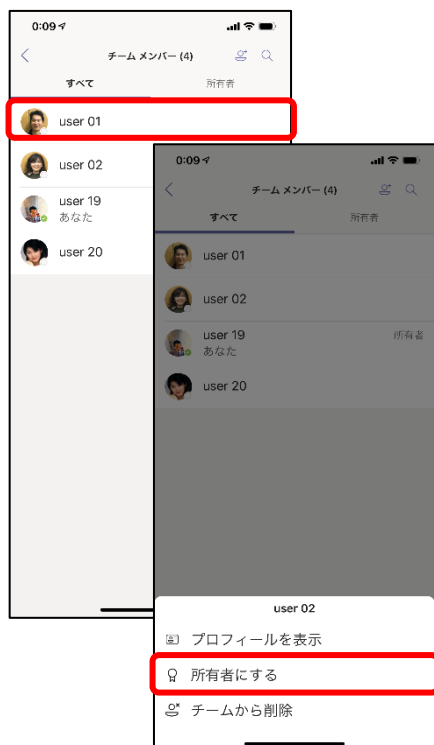 0:09
チーム メンバー (4)
すべて
所有者
user 01
user 02
user 19
あなた
user 20
0:09
チーム メンバー (4)
すべて
所有者
user 01
user 02
user 19
所有者
あなた
user 20
user 02
プロフィールを表示
所有者にする
チームから削除